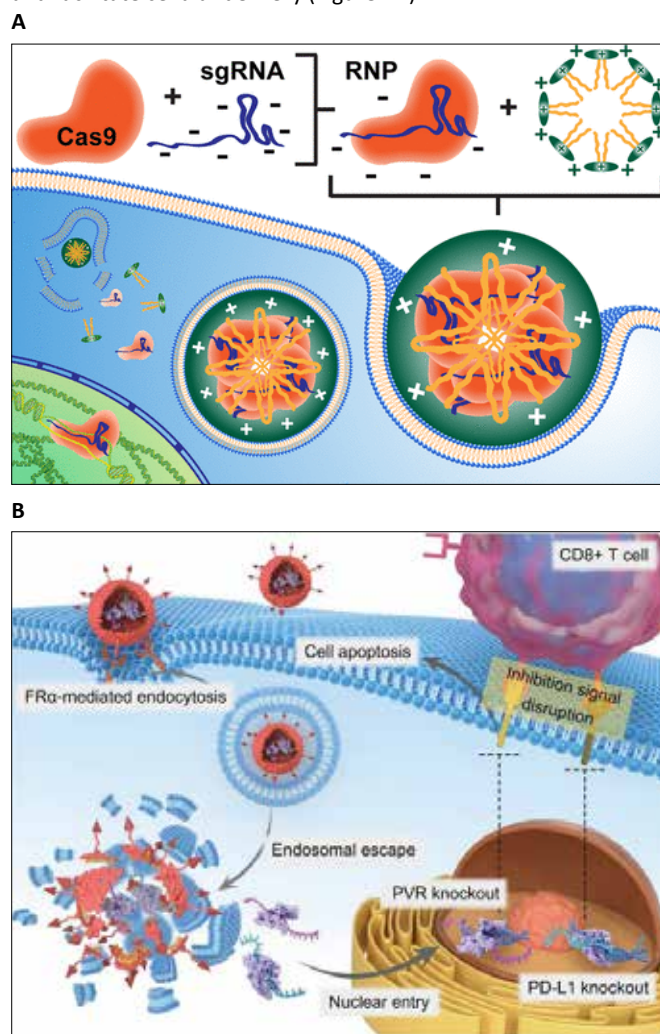 A
sgRNA
RNP
Cas9
B
CD8+ T cell
Cell apoptosis
Inhibition signal
disruption
FRα-mediated endocytosis
Endosomal escape
PVR knockout
PD-L1 knockout
Nuclear entry